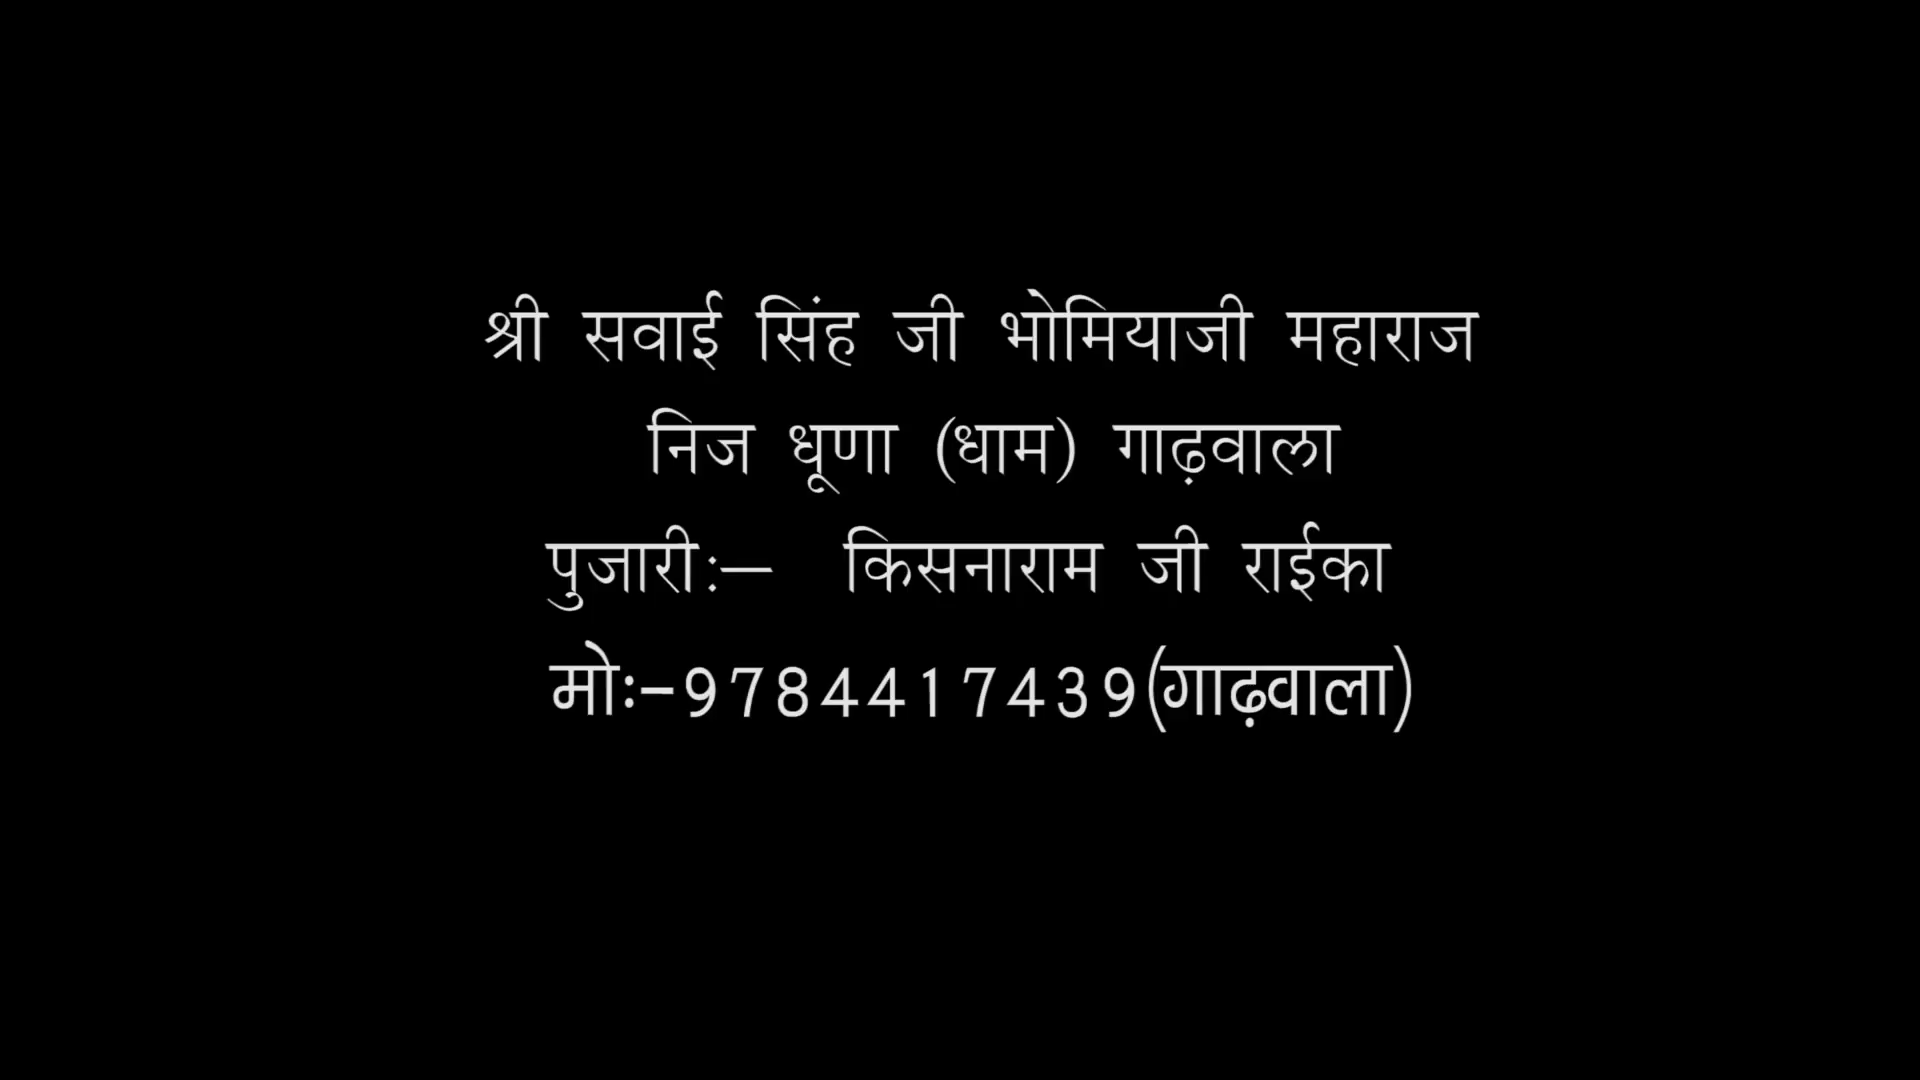 श्री सवाई सिंह जी भोमियाजी महाराज
निज धूणा (धाम) गाढ़वाला
पुजारी:— किसनाराम जी राईका
मोः-9784417439(गाढ़वाला)